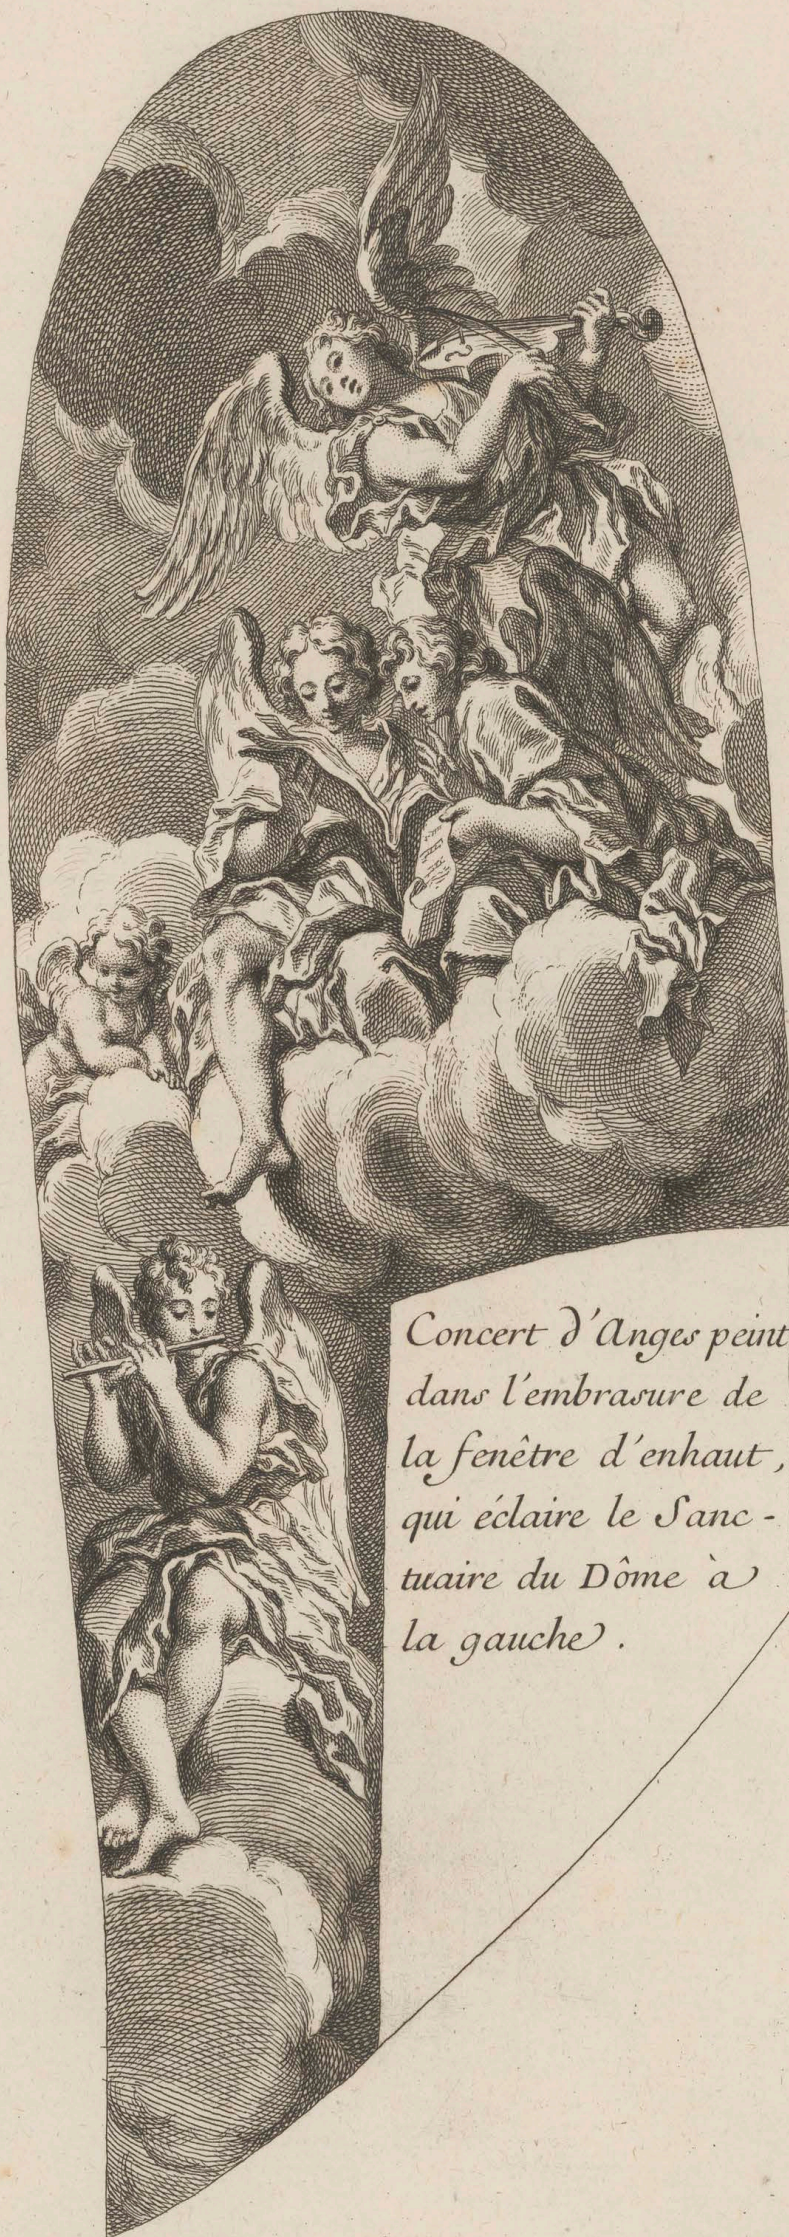 Concert d'Anges peint
dans l'embrasure de
la fenêtre d'enhaut,
qui éclaire le Sanc-
tuaire du Dôme à
la gauche.